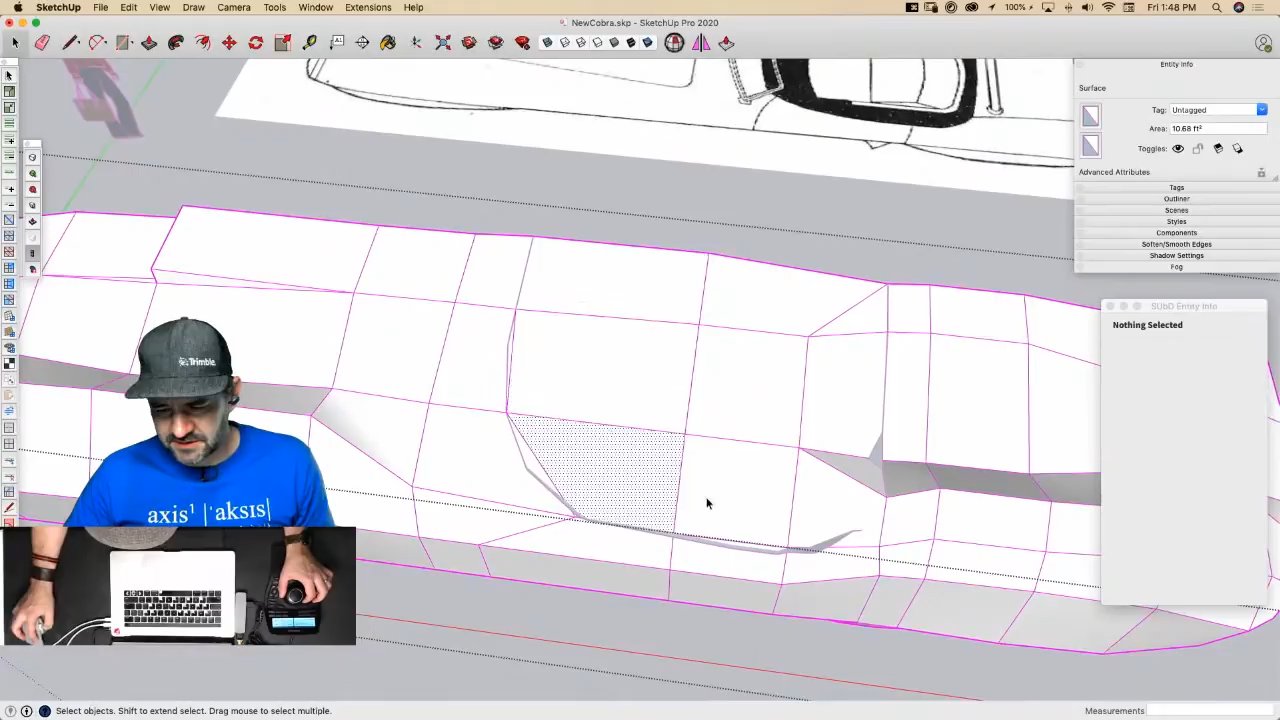 SketchUp File Edit View Draw Camera Tools Window Extensions Help
100%
Fri 1:48 PM
NewCobra.skp - SketchUp Pro 2020
Entity Info
Surface
Tag: Untagged
Area: 10.68 ft²
Toggles:
Advanced Attributes
Tags
Outliner
Scenes
Styles
Components
Soften/Smooth Edges
Shadow Settings
Fog
SUbD Entity Info
Nothing Selected
Trimble
axis¹ |ˈaksɪs|
Select objects. Shift to extend select. Drag mouse to select multiple.
Measurements